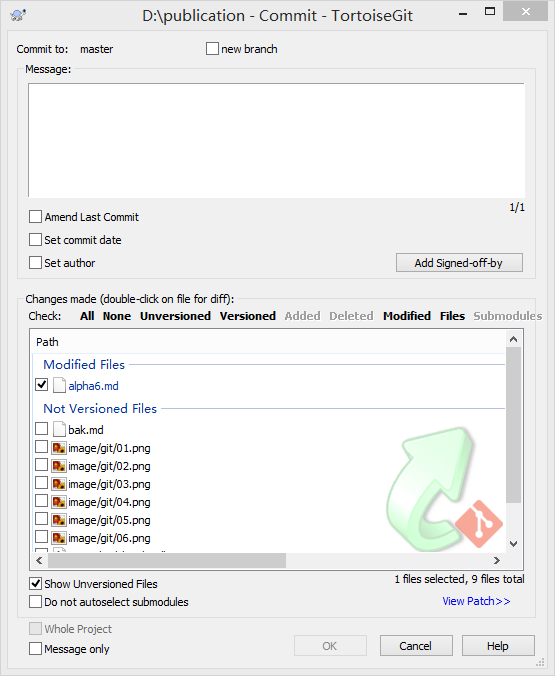 D:\publication - Commit - TortoiseGit
Commit to: master new branch
Message:
1/1
Amend Last Commit
Set commit date
Set author
Add Signed-off-by
Changes made (double-click on file for diff):
Check: All None Unversioned Versioned Added Deleted Modified Files Submodules
Path
Modified Files
alpha6.md
Not Versioned Files
bak.md
image/git/01.png
image/git/02.png
image/git/03.png
image/git/04.png
image/git/05.png
image/git/06.png
Show Unversioned Files
1 files selected, 9 files total
Do not autoselect submodules
View Patch>>
Whole Project
Message only
OK Cancel Help